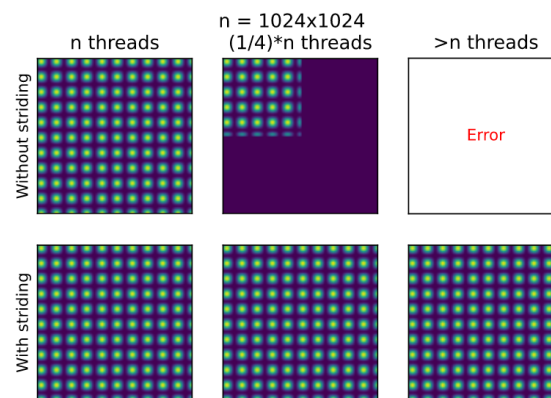 n = 1024x1024
n threads
(1/4)*n threads
>n threads
Without striding
Error
With striding